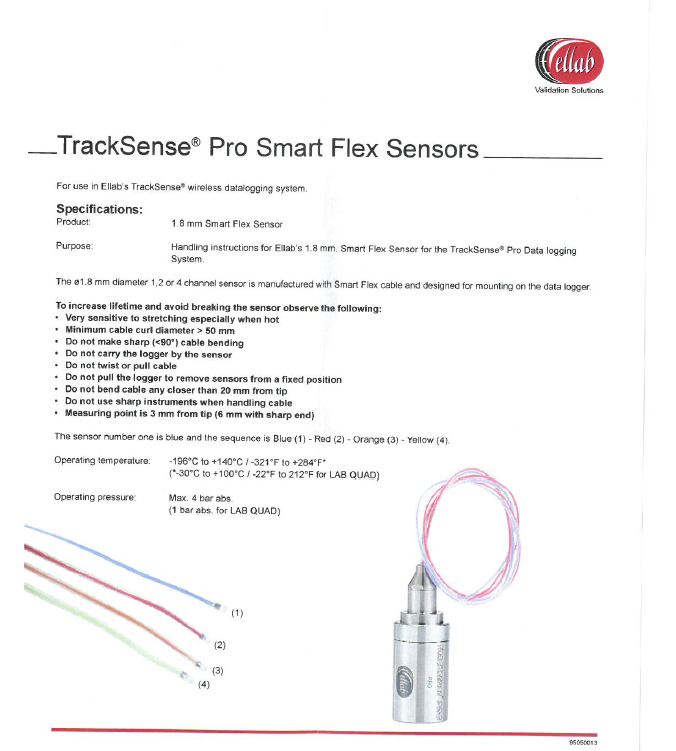 ellab
Validation Solutions
TrackSense® Pro Smart Flex Sensors
For use in Ellab's TrackSense® wireless datalogging system.
Specifications:
Product: 1.8 mm Smart Flex Sensor
Purpose: Handling instructions for Ellab's 1.8 mm. Smart Flex Sensor for the TrackSense® Pro Data logging
System.
The ø1.8 mm diameter 1,2 or 4 channel sensor is manufactured with Smart Flex cable and designed for mounting on the data logger.
To increase lifetime and avoid breaking the sensor observe the following:
• Very sensitive to stretching especially when hot
• Minimum cable curl diameter > 50 mm
• Do not make sharp (<90°) cable bending
• Do not carry the logger by the sensor
• Do not twist or pull cable
• Do not pull the logger to remove sensors from a fixed position
• Do not bend cable any closer than 20 mm from tip
• Do not use sharp instruments when handling cable
• Measuring point is 3 mm from tip (6 mm with sharp end)
The sensor number one is blue and the sequence is Blue (1) - Red (2) - Orange (3) - Yellow (4).
Operating temperature: -196°C to +140°C / -321°F to +284°F*
(*-30°C to +100°C / -22°F to 212°F for LAB QUAD)
Operating pressure: Max. 4 bar abs.
(1 bar abs. for LAB QUAD)
(1)
(2)
(3)
(4)
ellab
PRO
95050013